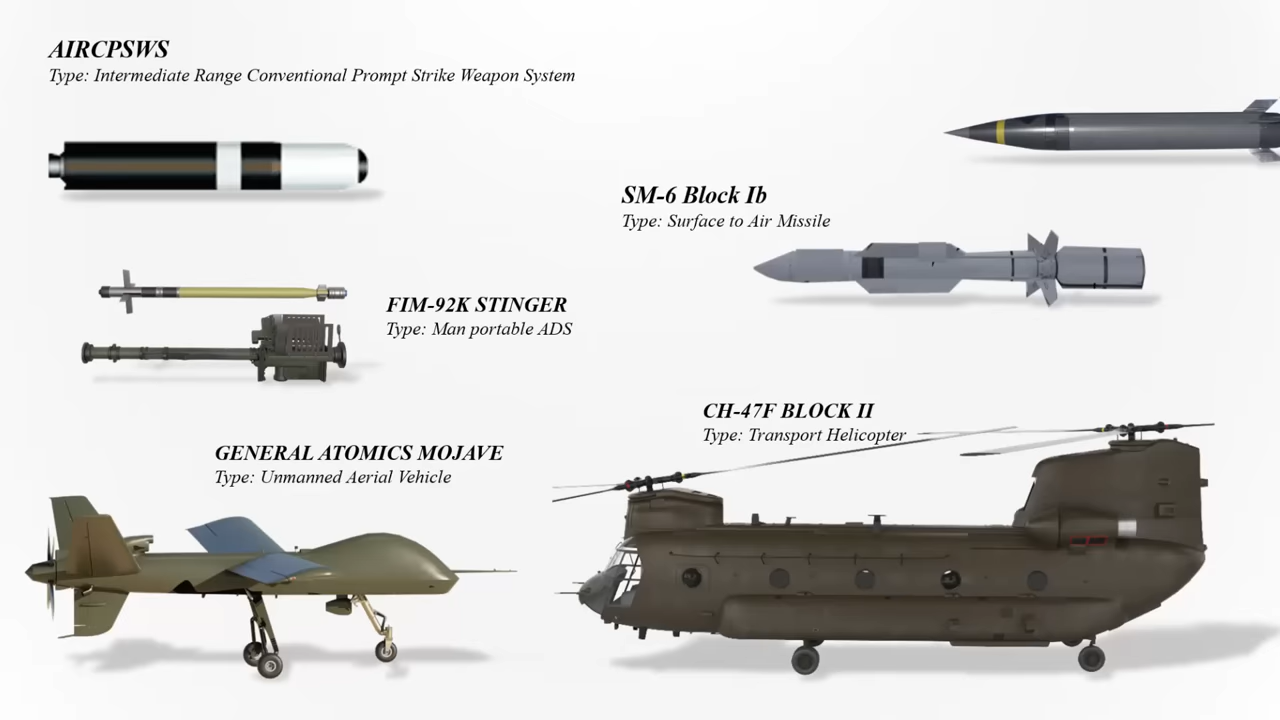 AIRCPSWS
Type: Intermediate Range Conventional Prompt Strike Weapon System
SM-6 Block Ib
Type: Surface to Air Missile
FIM-92K STINGER
Type: Man portable ADS
CH-47F BLOCK II
Type: Transport Helicopter
GENERAL ATOMICS MOJAVE
Type: Unmanned Aerial Vehicle